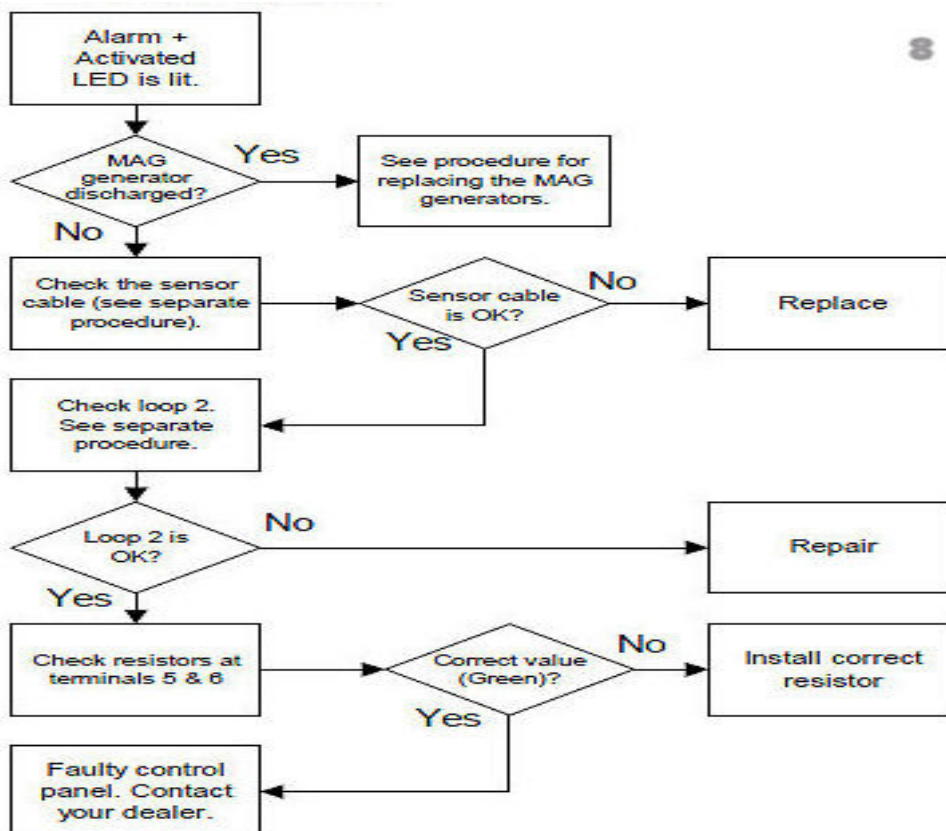 Alarm +
Activated
LED is lit.
8
MAG
generator
discharged?
Yes
See procedure for
replacing the MAG
generators.
No
Check the sensor
cable (see separate
procedure).
Sensor cable
is OK?
No
Replace
Yes
Check loop 2.
See separate
procedure.
Loop 2 is
OK?
No
Repair
Yes
Check resistors at
terminals 5 & 6
Correct value
(Green)?
No
Install correct
resistor
Yes
Faulty control
panel. Contact
your dealer.